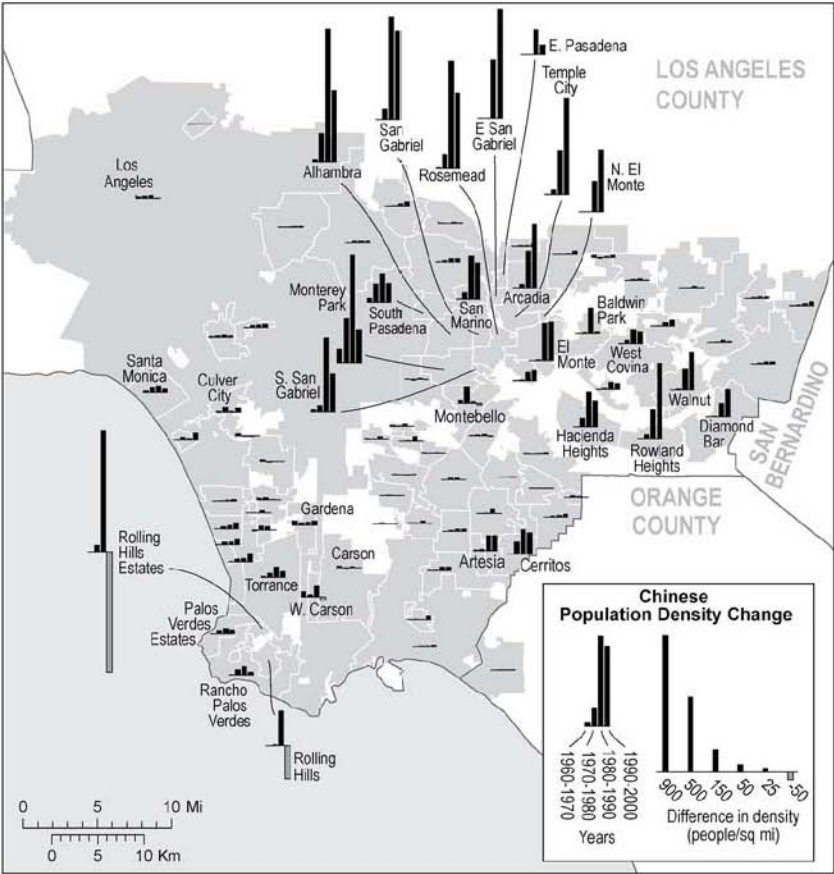 E. Pasadena
Temple
City
LOS ANGELES
COUNTY
San
Gabriel
E San
Gabriel
Alhambra
Rosemead
N. El
Monte
Los
Angeles
Monterey
Park
South
Pasadena
San
Marino
Arcadia
Baldwin
Park
El
Monte
West
Covina
Santa
Monica
Culver
City
S. San
Gabriel
Montebello
Walnut
Hacienda
Heights
Rowland
Heights
Diamond
Bar
SAN
BERNARDINO
ORANGE
COUNTY
Gardena
Rolling
Hills
Estates
Carson
Artesia
Cerritos
Torrance
W. Carson
Palos
Verdes
Estates
Rancho
Palos
Verdes
Rolling
Hills
0 5 10 Mi
0 5 10 Km
Chinese
Population Density Change
1960-1970
1970-1980
1980-1990
1990-2000
Years
900
500
150
50
25
-50
Difference in density
(people/sq mi)